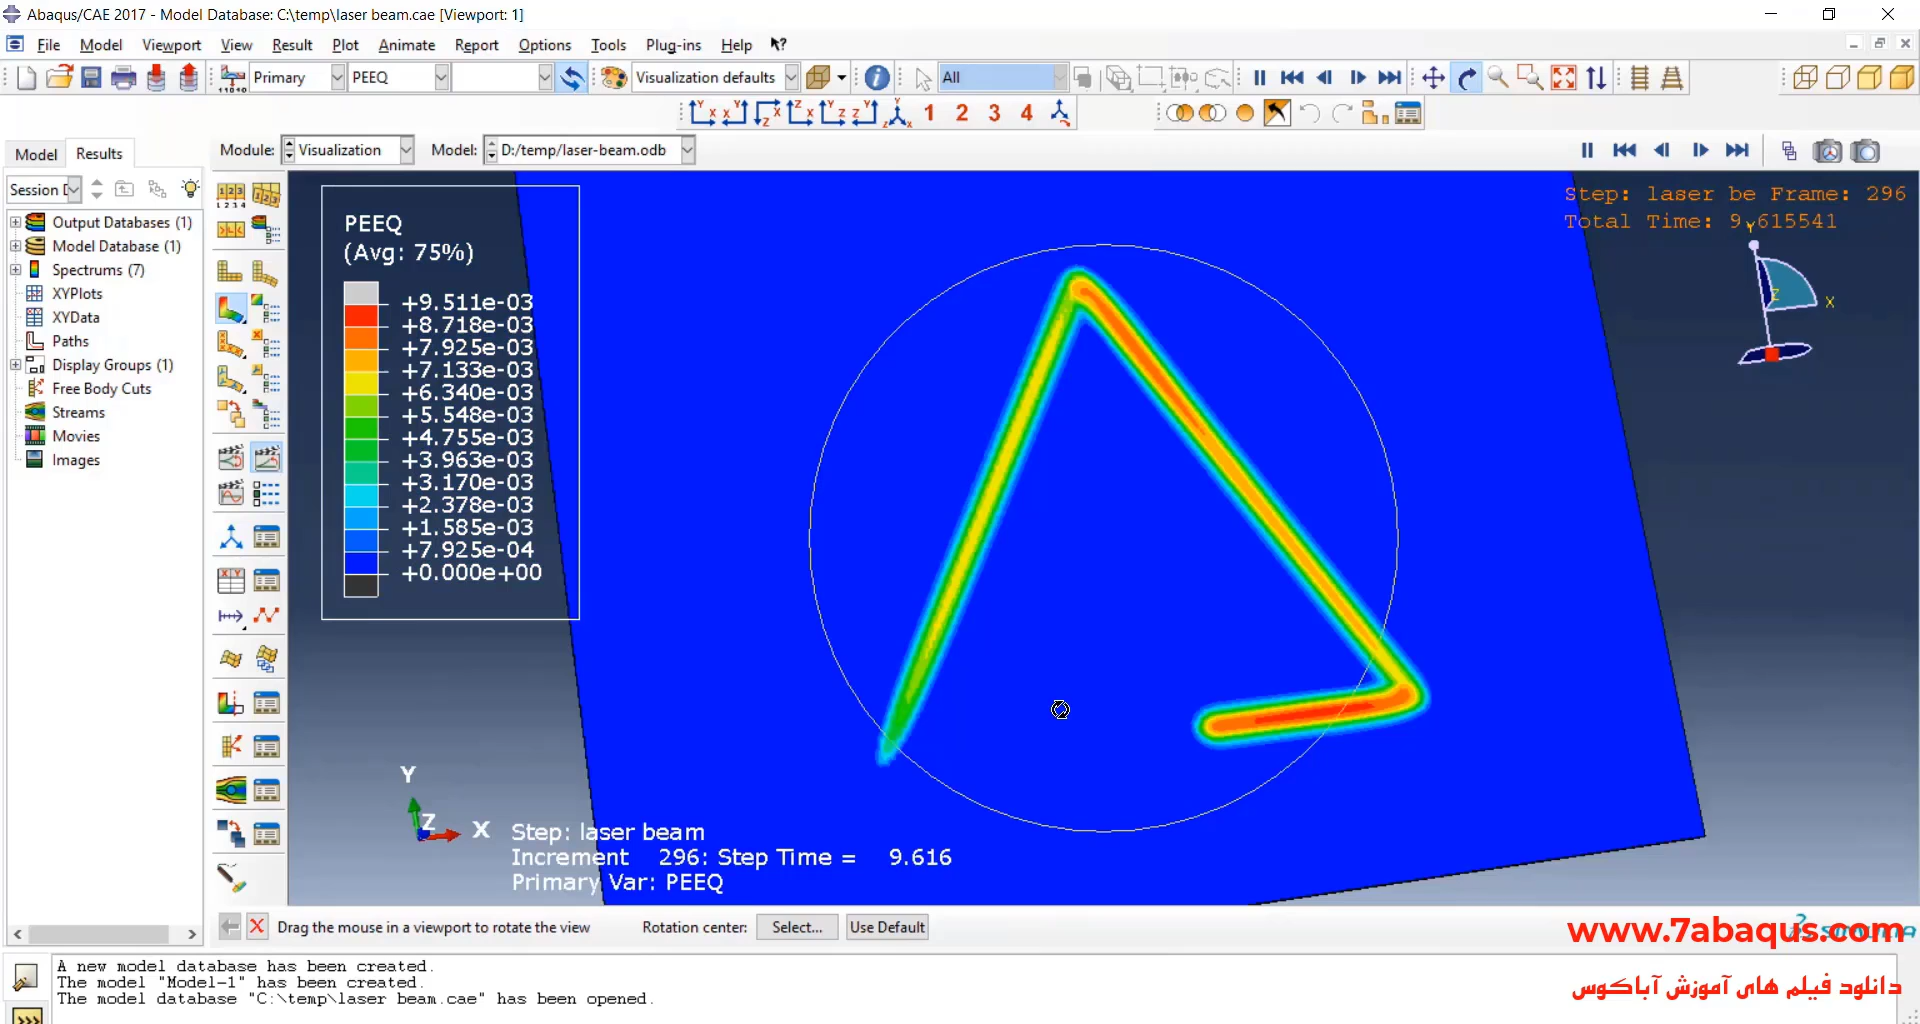 Abaqus/CAE 2017 - Model Database: C:\temp\laser beam.cae [Viewport: 1]
File Model Viewport View Result Plot Animate Report Options Tools Plug-ins Help
Primary PEEQ Visualization defaults All
1 2 3 4
Model Results
Module: Visualization Model: D:/temp/laser-beam.odb
Session D
Output Databases (1)
Model Database (1)
Spectrums (7)
XYPlots
XYData
Paths
Display Groups (1)
Free Body Cuts
Streams
Movies
Images
PEEQ
(Avg: 75%)
+9.511e-03
+8.718e-03
+7.925e-03
+7.133e-03
+6.340e-03
+5.548e-03
+4.755e-03
+3.963e-03
+3.170e-03
+2.378e-03
+1.585e-03
+7.925e-04
+0.000e+00
Step: laser be Frame: 296
Total Time: 9.615541
Y
Z
X
Y
Z
X
Step: laser beam
Increment 296: Step Time = 9.616
Primary Var: PEEQ
Drag the mouse in a viewport to rotate the view Rotation center: Select... Use Default
www.7abaqus.com
دانلود فیلم های آموزش آباکوس
A new model database has been created.
The model "Model-1" has been created.
The model database "C:\temp\laser beam.cae" has been opened.